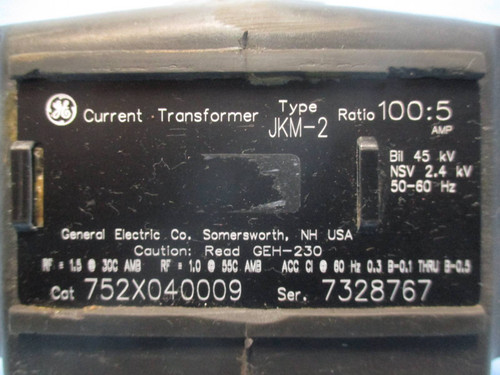 GE Current Transformer Type JKM-2 Ratio 100:5 AMP
Bil 45 kV
NSV 2.4 kV
50-60 Hz
General Electric Co. Somersworth, NH USA
Caution: Read GEH-230
RF = 1.5 @ 30C AMB RF = 1.0 @ 55C AMB ACC Cl @ 60 Hz 0.3 B-0.1 THRU B-0.5
Cat 752X040009 Ser. 7328767